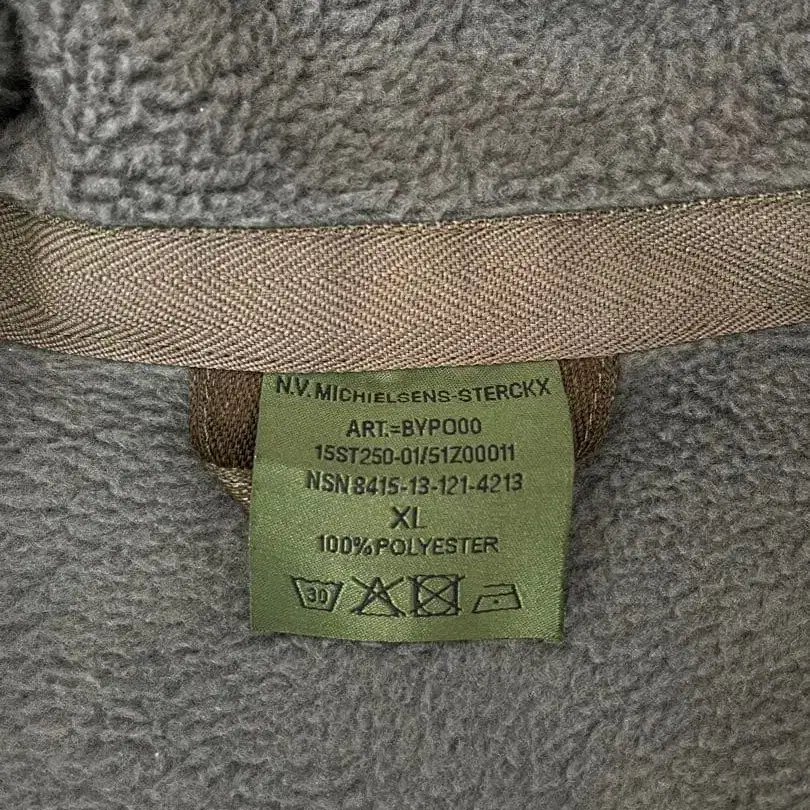 N.V. MICHIELSENS-STERCKX
ART.=BYPO00
15ST250-01/51Z00011
NSN 8415-13-121-4213
XL
100% POLYESTER
30